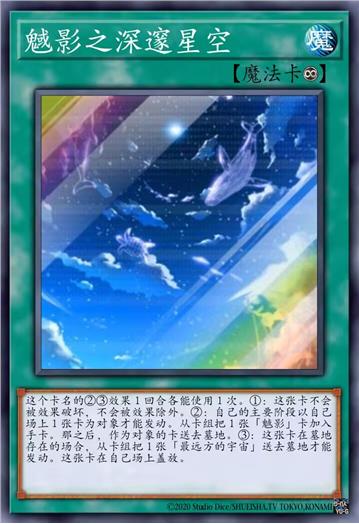 魊影之深邃星空
魔
【魔法卡】
这个卡名的②③效果1回合各能使用1次。①：这张卡不会
被效果破坏，不会被效果除外。②：自己的主要阶段以自己
场上1张卡为对象才能发动。从卡组把1张「魊影」卡加入
手卡。那之后，作为对象的卡送去墓地。③：这张卡在墓地
存在的场合，从卡组把1张「最远方的宇宙」送去墓地才能
发动。这张卡在自己场上盖放。
©2020 Studio Dice/SHUEISHA,TV TOKYO,KONAMI